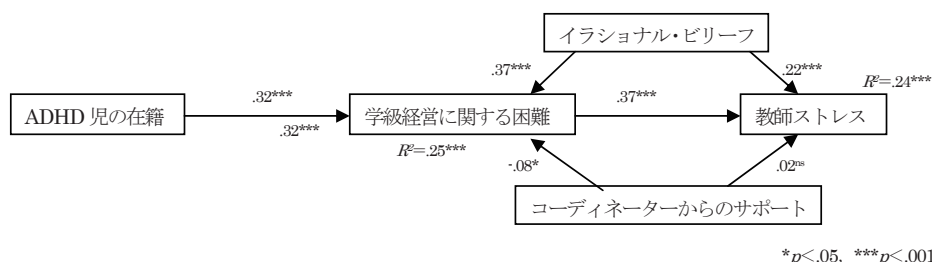 イラショナル・ビリーフ
.37***
.22***
R²=.24***
ADHD 児の在籍
.32***
.32***
学級経営に関する困難
.37***
教師ストレス
R²=.25***
-.08*
.02ns
コーディネーターからのサポート
*p<.05, ***p<.001